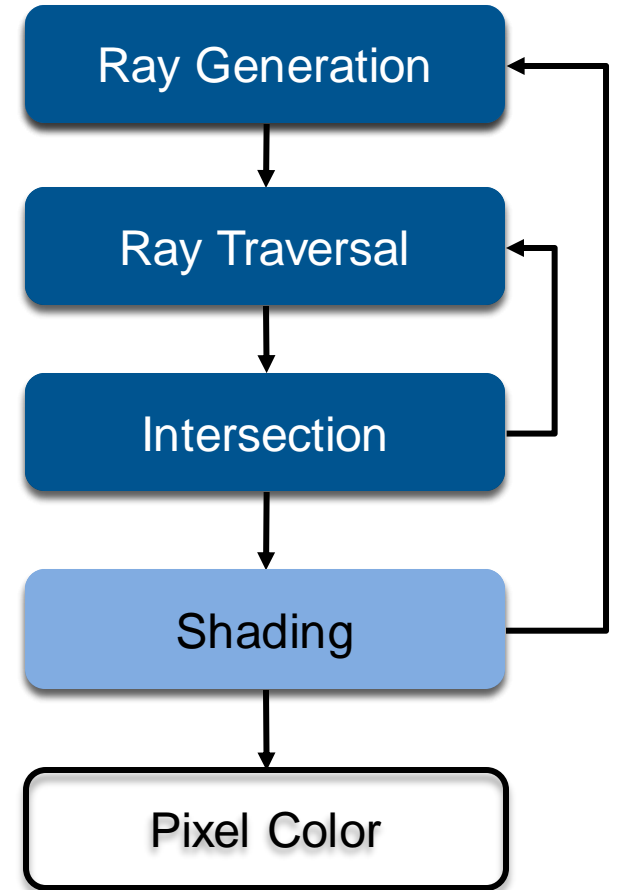 Ray Generation
Ray Traversal
Intersection
Shading
Pixel Color